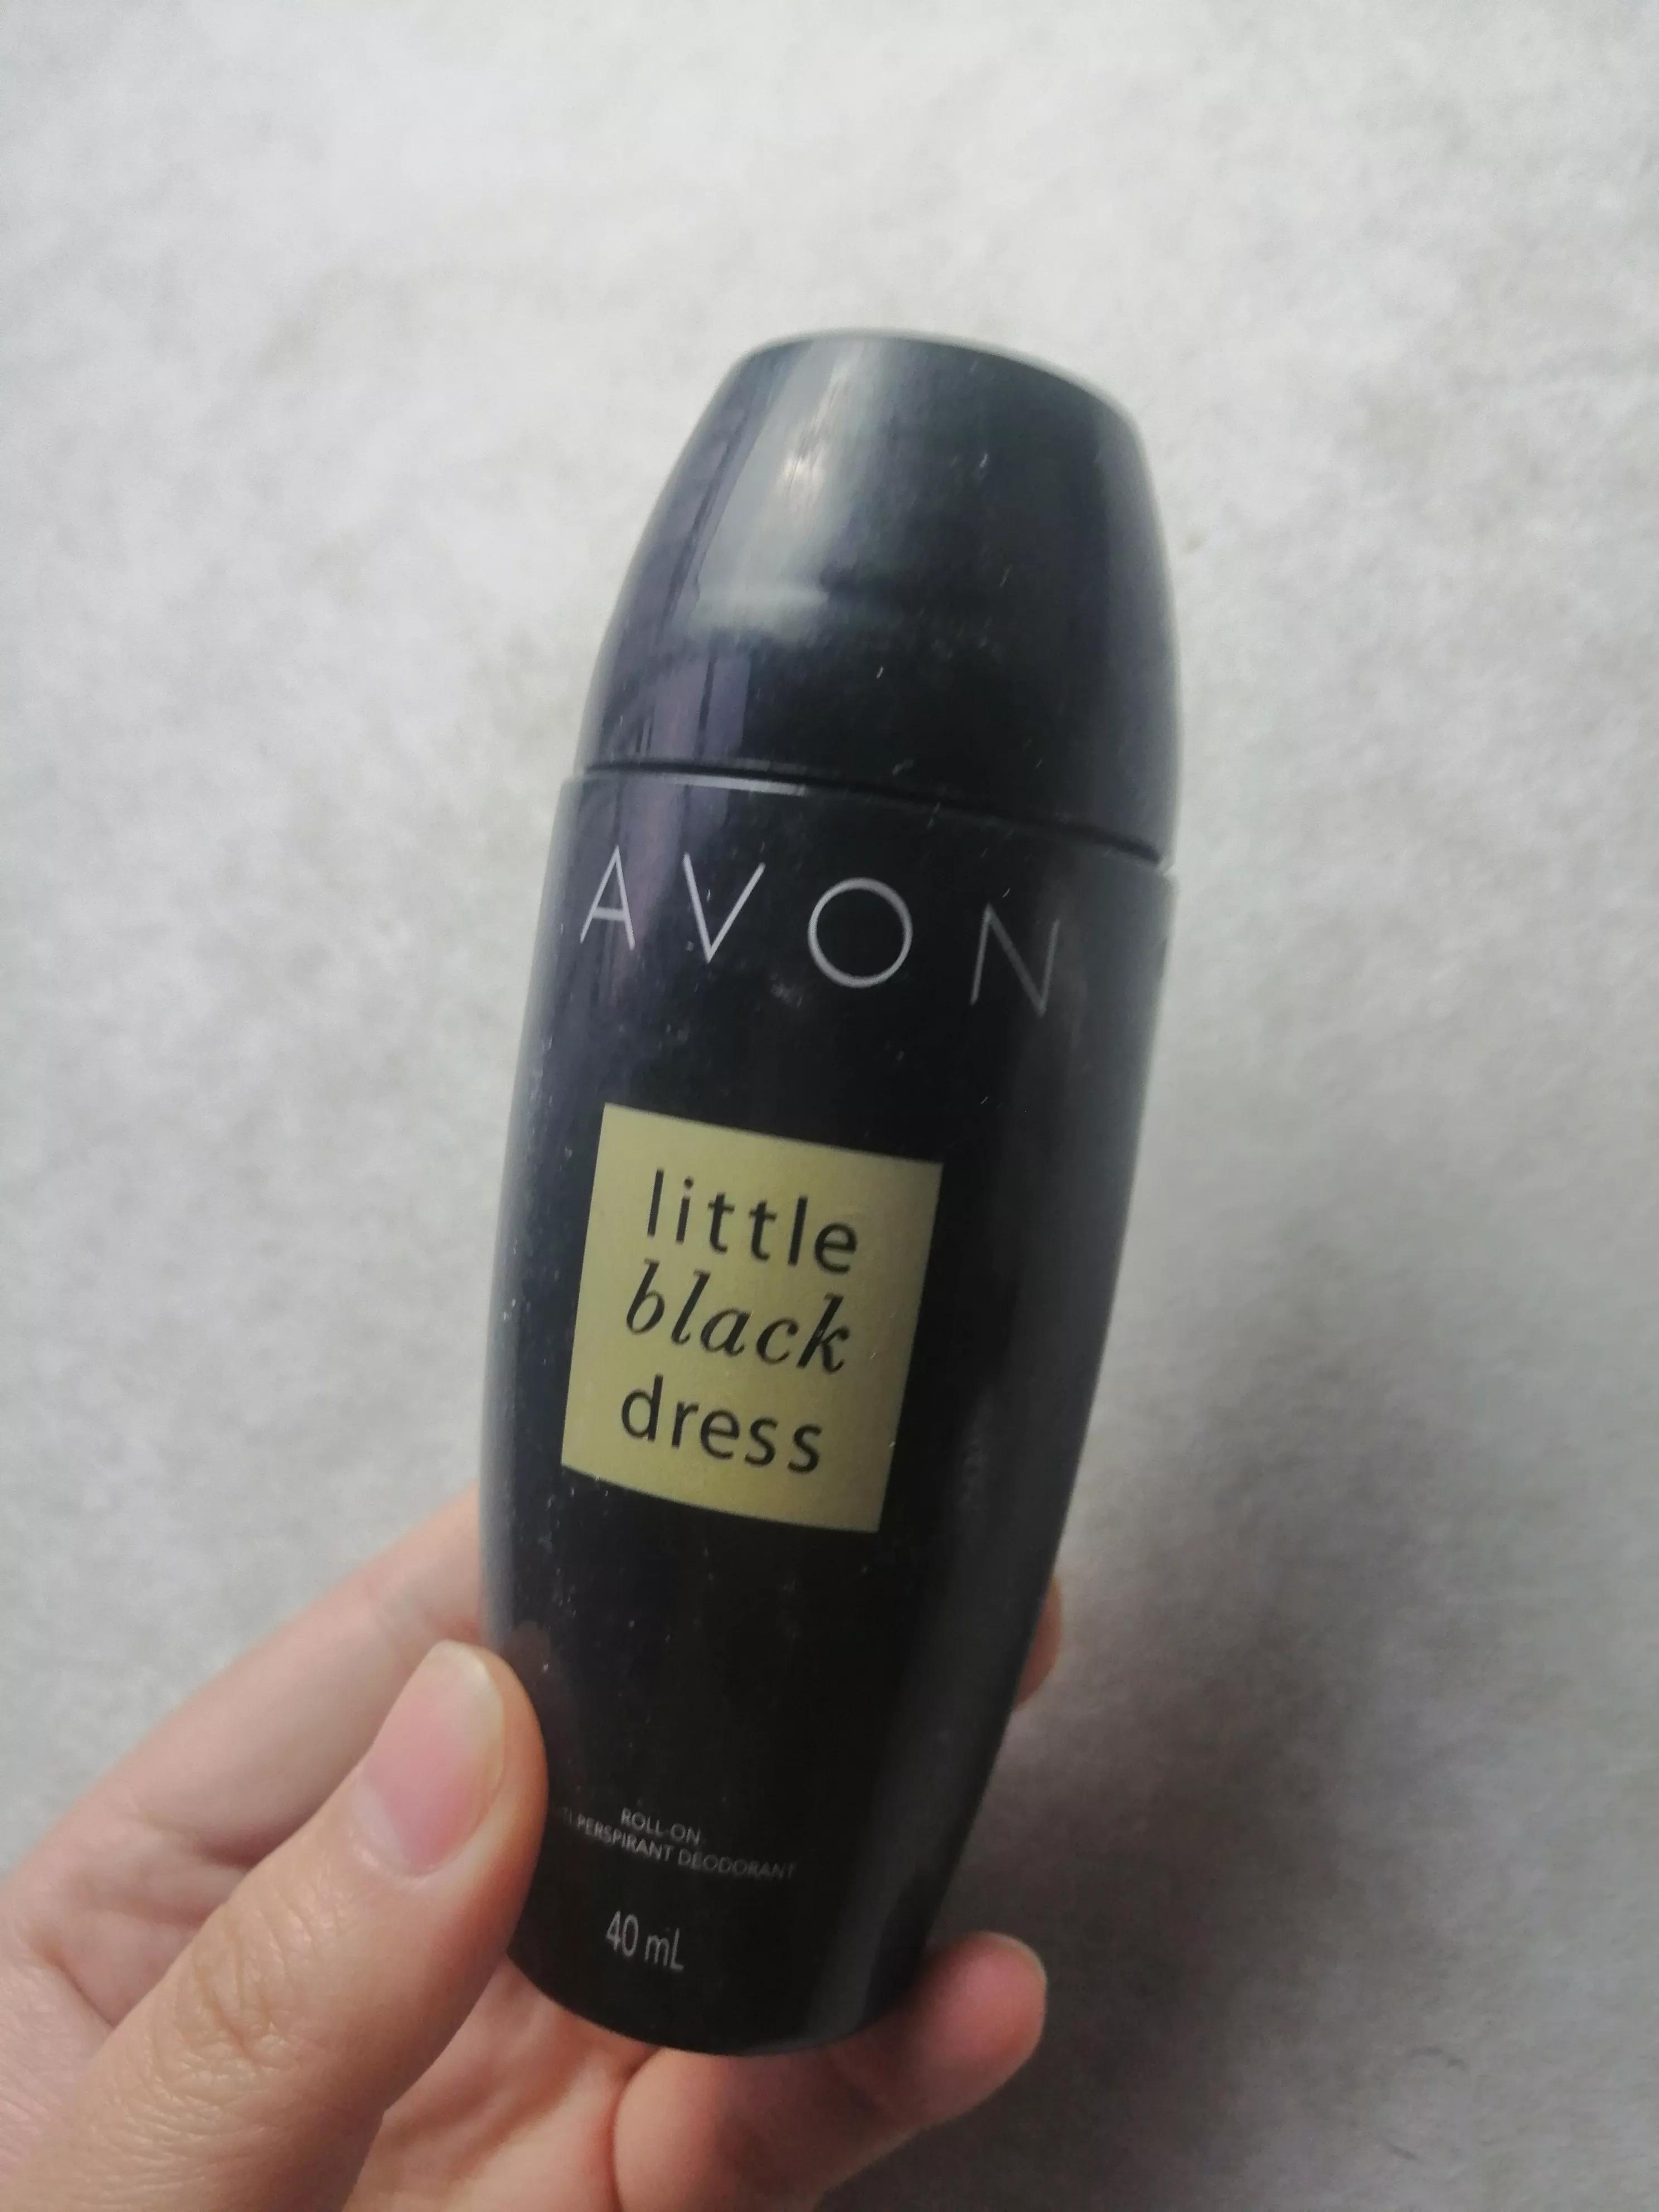 AVON
little
black
dress
ROLL-ON
PERSPIRANT DEODORANT
40 mL